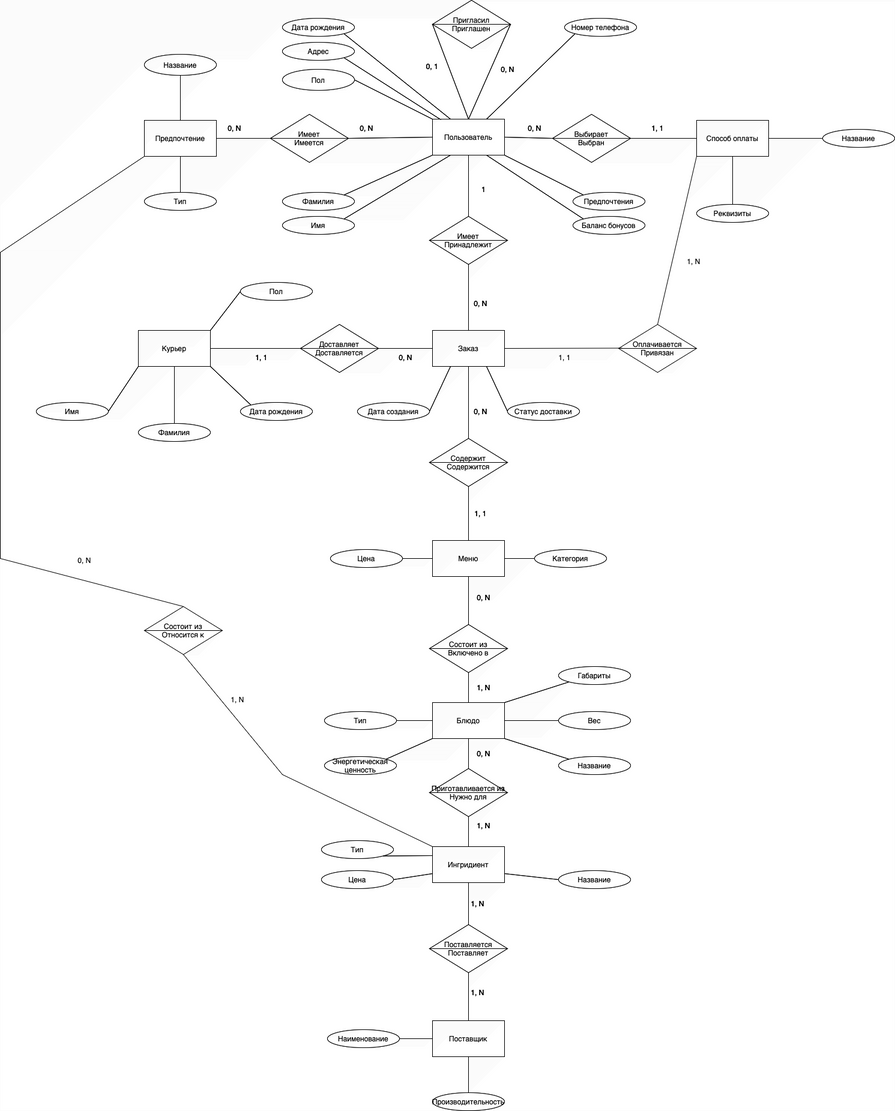 Пригласил
Приглашен
Дата рождения
Номер телефона
Адрес
0, 1
0, N
Название
Пол
0, N
0, N
0, N
1, 1
Предпочтение
Имеет
Имеется
Пользователь
Выбирает
Выбран
Способ оплаты
Название
1
Тип
Фамилия
Предпочтения
Имя
Баланс бонусов
Реквизиты
Имеет
Принадлежит
1, N
Пол
0, N
Курьер
1, 1
Доставляет
Доставляется
0, N
Заказ
1, 1
Оплачивается
Привязан
Имя
Фамилия
Дата рождения
Дата создания
0, N
Статус доставки
Содержит
Содержится
1, 1
Цена
Меню
Категория
0, N
0, N
Состоит из
Относится к
Состоит из
Включено в
1, N
1, N
Габариты
Тип
Блюдо
Вес
Энергетическая
ценность
0, N
Название
Приготавливается из
Нужно для
1, N
Тип
Ингридиент
Цена
Название
1, N
Поставляется
Поставляет
1, N
Наименование
Поставщик
Производительность